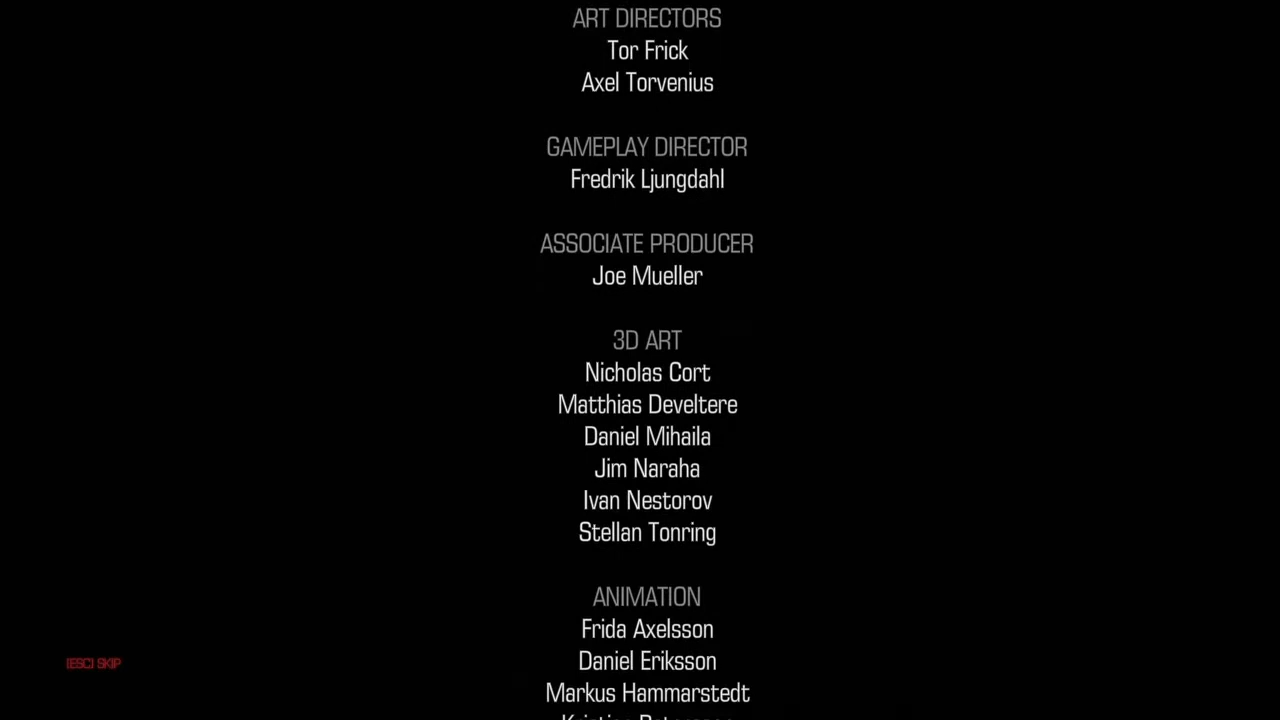 ART DIRECTORS
Tor Frick
Axel Torvenius
GAMEPLAY DIRECTOR
Fredrik Ljungdahl
ASSOCIATE PRODUCER
Joe Mueller
3D ART
Nicholas Cort
Matthias Develtere
Daniel Mihaila
Jim Naraha
Ivan Nestorov
Stellan Tonring
ANIMATION
Frida Axelsson
Daniel Eriksson
Markus Hammarstedt
[ESC] SKIP